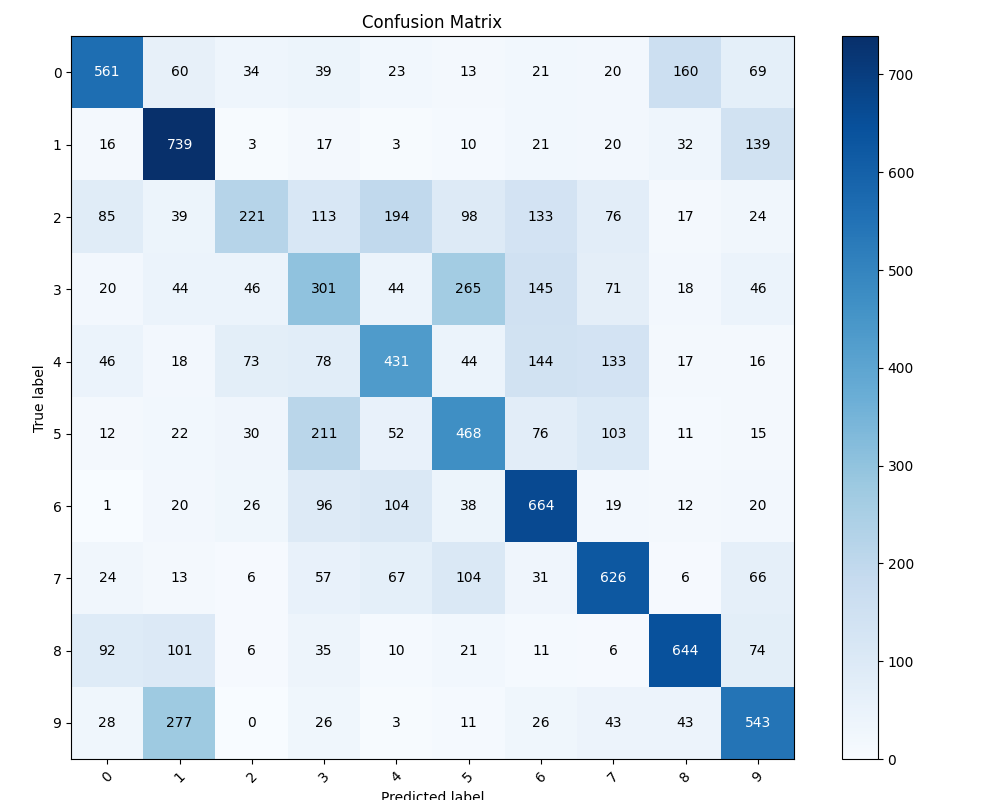 Confusion Matrix
0 561 60 34 39 23 13 21 20 160 69
1 16 739 3 17 3 10 21 20 32 139
2 85 39 221 113 194 98 133 76 17 24
3 20 44 46 301 44 265 145 71 18 46
4 46 18 73 78 431 44 144 133 17 16
5 12 22 30 211 52 468 76 103 11 15
6 1 20 26 96 104 38 664 19 12 20
7 24 13 6 57 67 104 31 626 6 66
8 92 101 6 35 10 21 11 6 644 74
9 28 277 0 26 3 11 26 43 43 543
0 1 2 3 4 5 6 7 8 9
True label
Predicted label
700
600
500
400
300
200
100
0